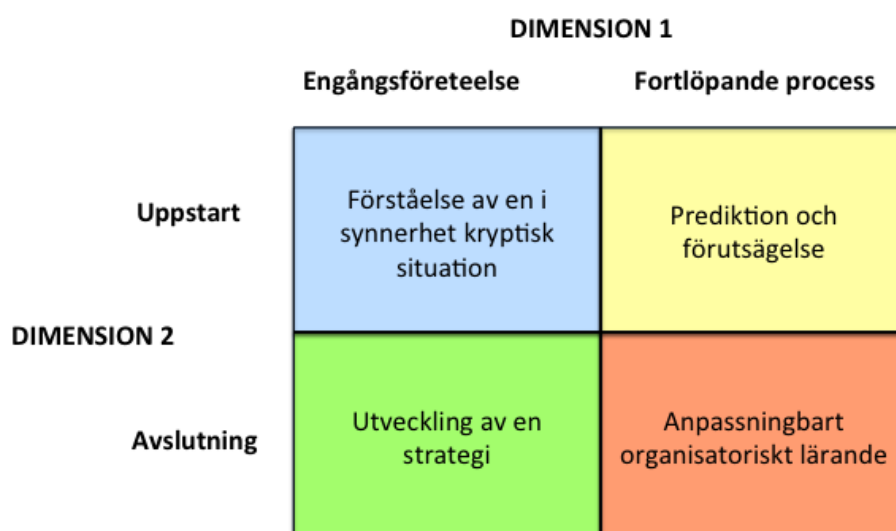 DIMENSION 1
Engångsföreteelse
Fortlöpande process
Uppstart
Förståelse av en i
synnerhet kryptisk
situation
Prediktion och
förutsägelse
DIMENSION 2
Avslutning
Utveckling av en
strategi
Anpassningbart
organisatoriskt lärande